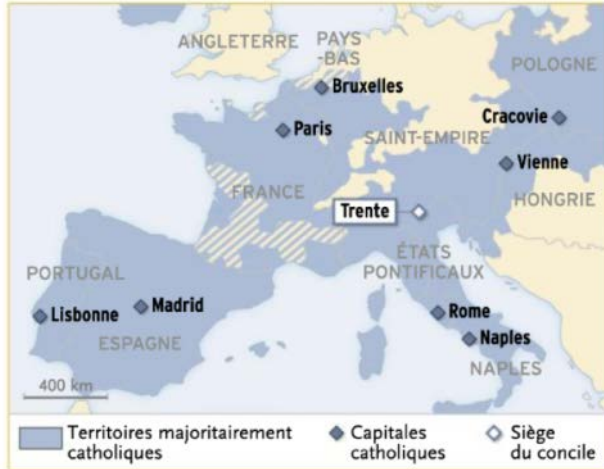 ANGLETERRE
PAYS
-BAS
POLOGNE
Bruxelles
Cracovie
Paris
SAINT-EMPIRE
Vienne
FRANCE
HONGRIE
Trente
ÉTATS
PONTIFICAUX
PORTUGAL
Madrid
Lisbonne
Rome
ESPAGNE
Naples
NAPLES
400 km
Territoires majoritairement
catholiques
Capitales
catholiques
Siège
du concile